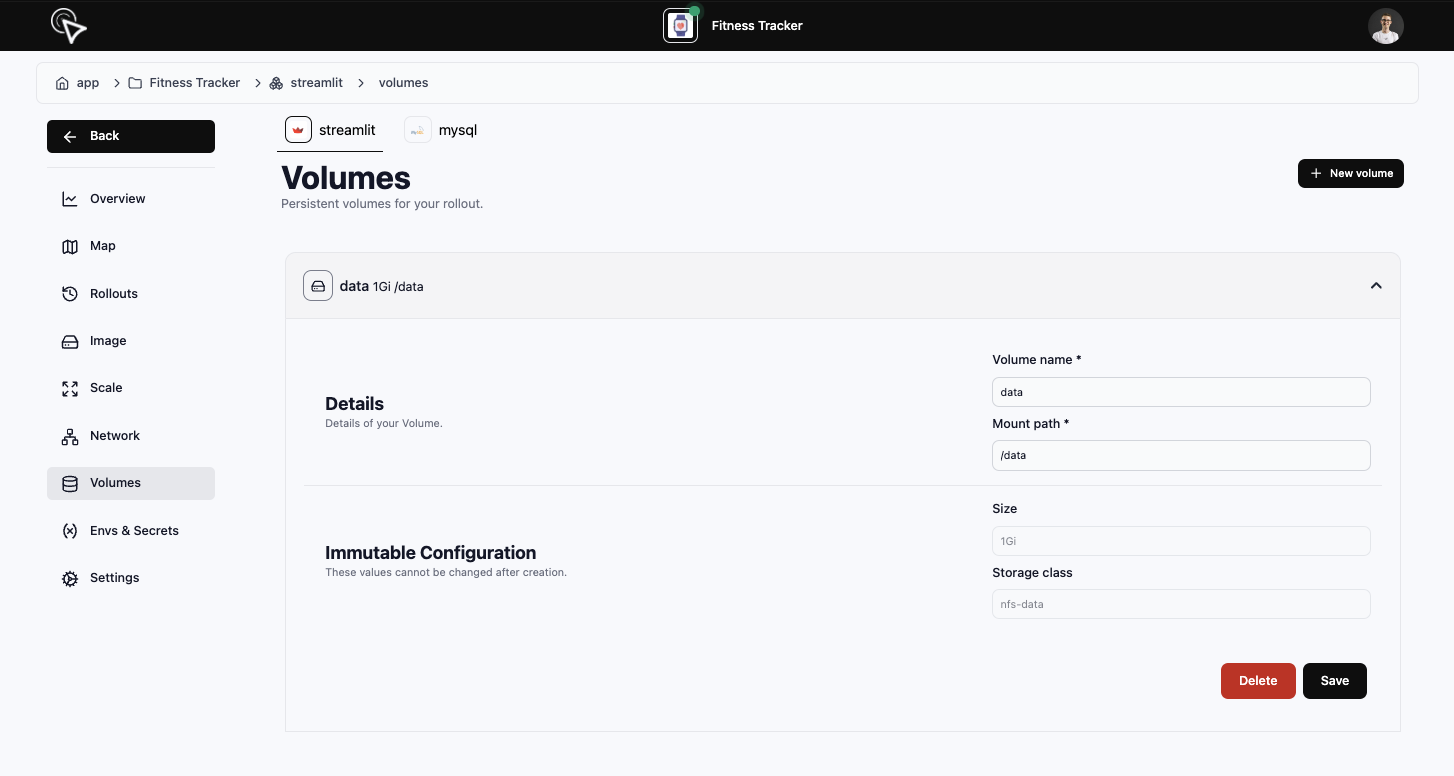 Fitness Tracker
app
Fitness Tracker
streamlit
volumes
Back
streamlit
mysql
Volumes
New volume
Persistent volumes for your rollout.
Overview
Map
Rollouts
Image
Scale
Network
Volumes
Envs & Secrets
Settings
data 1Gi /data
Details
Details of your Volume.
Volume name *
data
Mount path *
/data
Immutable Configuration
These values cannot be changed after creation.
Size
1Gi
Storage class
nfs-data
Delete
Save